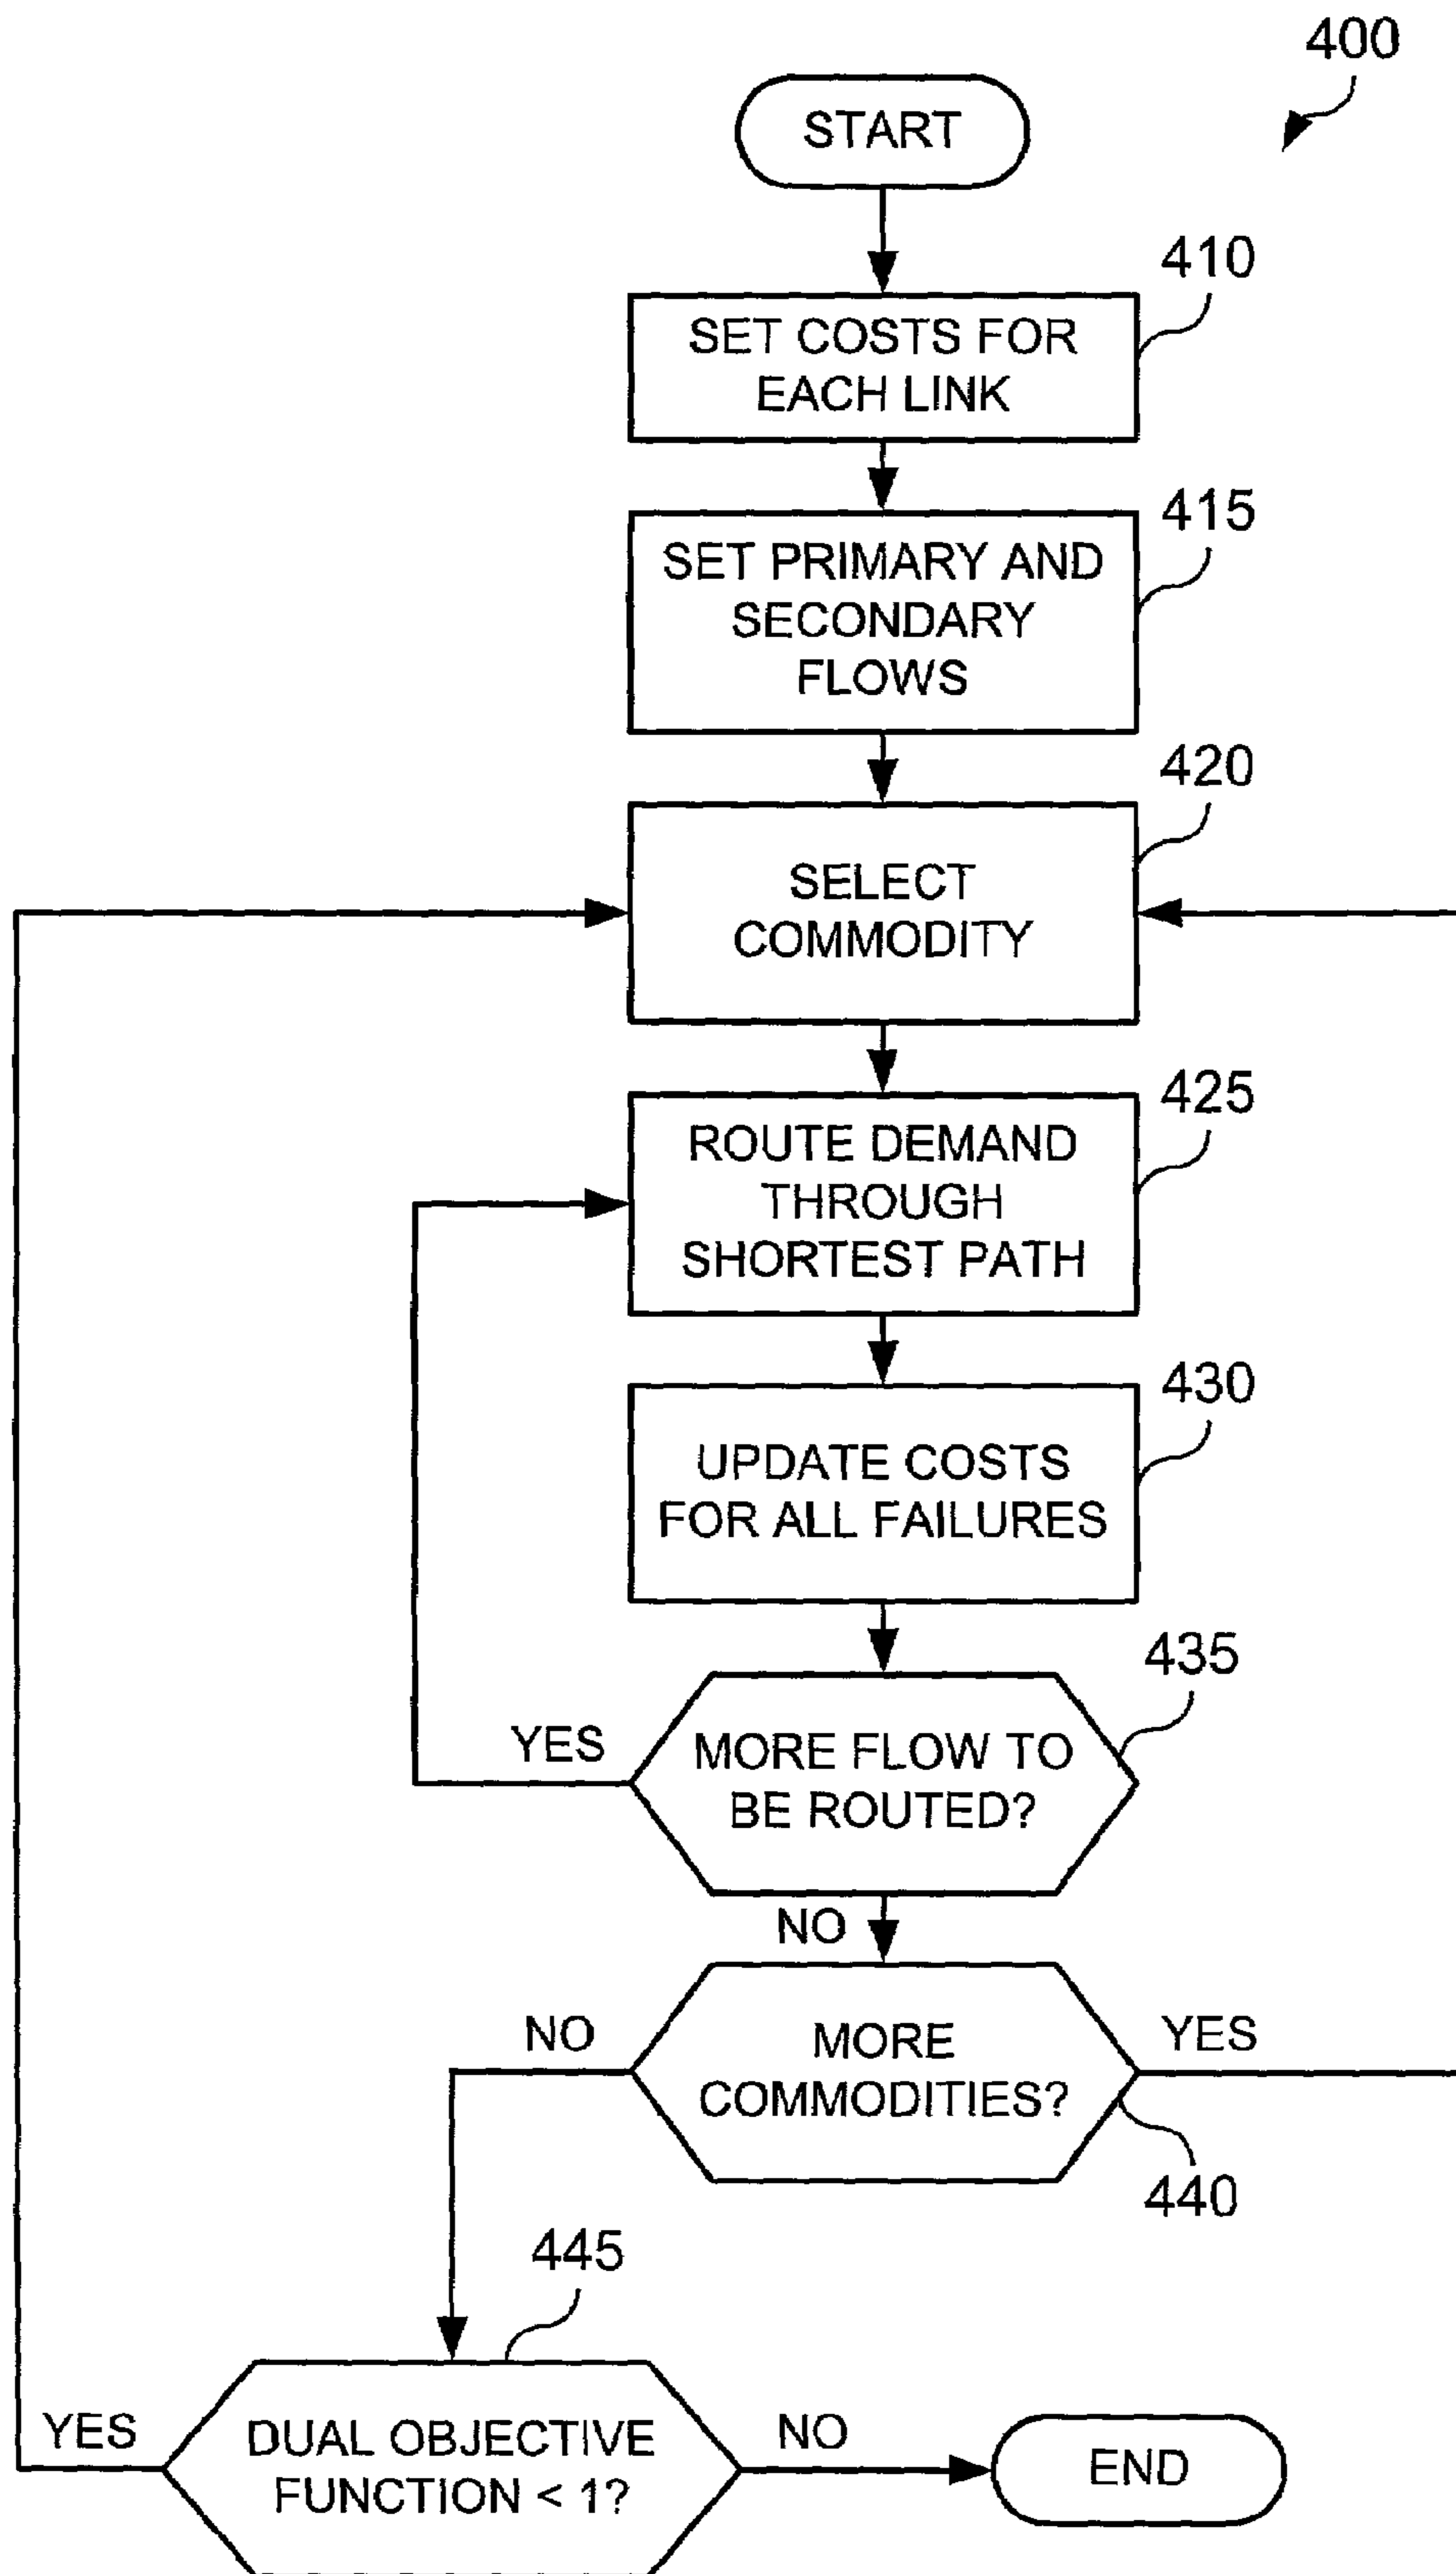 400
START
410
SET COSTS FOR
EACH LINK
415
SET PRIMARY AND
SECONDARY
FLOWS
420
SELECT
COMMODITY
425
ROUTE DEMAND
THROUGH
SHORTEST PATH
430
UPDATE COSTS
FOR ALL FAILURES
435
YES
MORE FLOW TO
BE ROUTED?
NO
NO
MORE
COMMODITIES?
YES
440
445
YES
DUAL OBJECTIVE
FUNCTION < 1?
NO
END